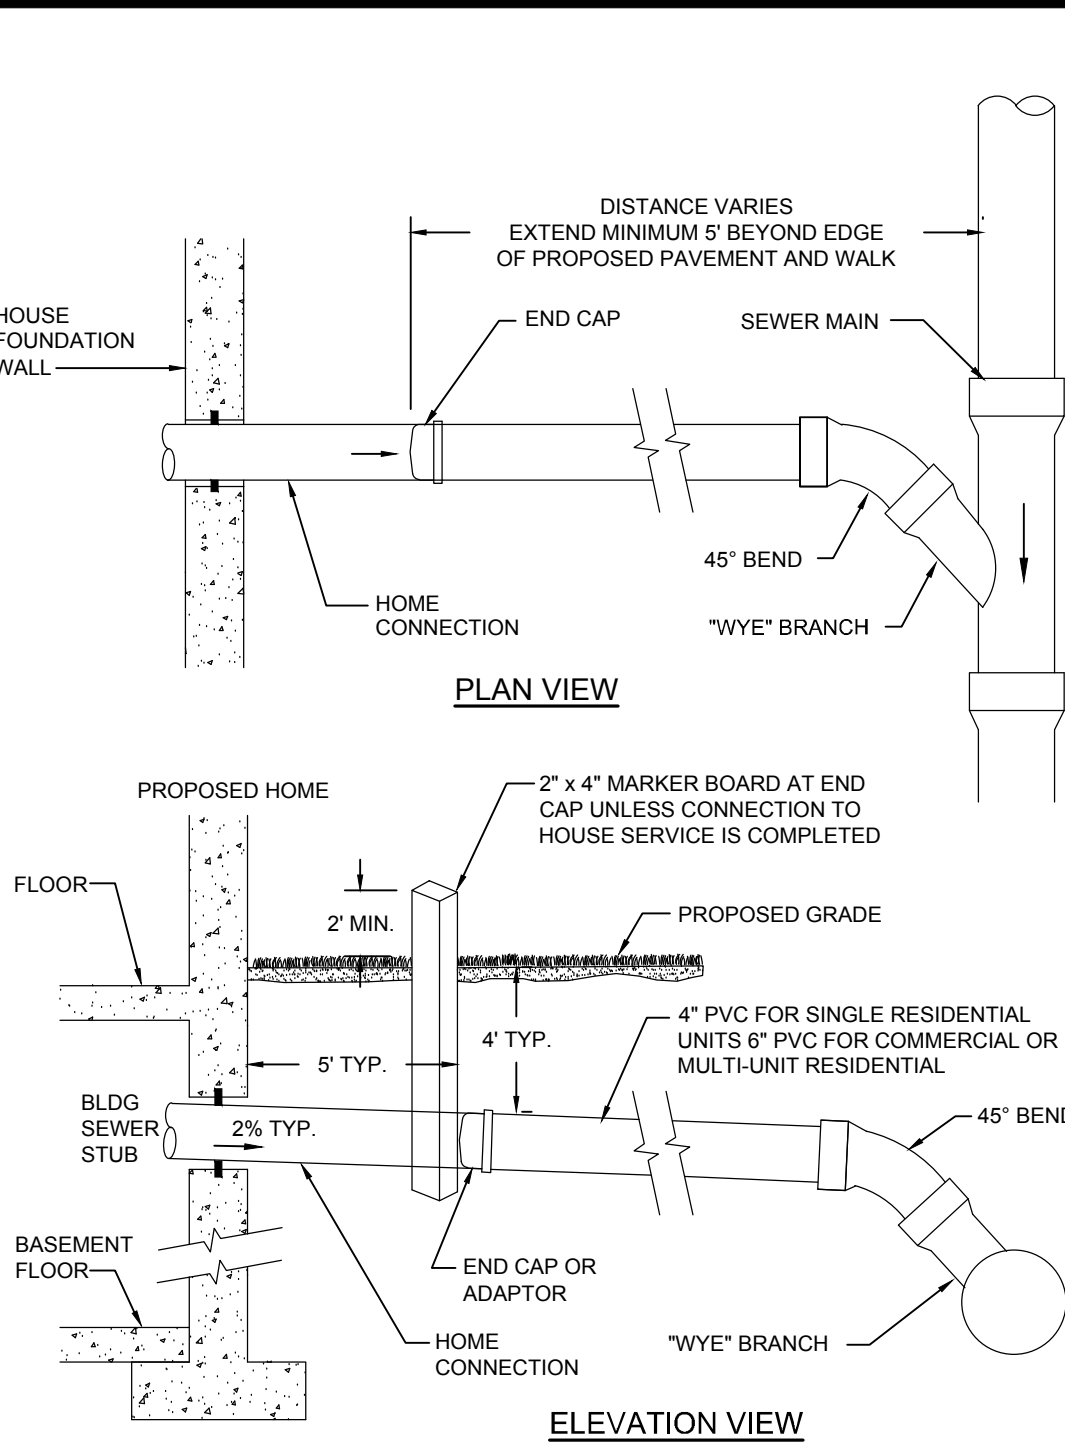 DISTANCE VARIES
EXTEND MINIMUM 5' BEYOND EDGE
OF PROPOSED PAVEMENT AND WALK
HOUSE
FOUNDATION
WALL
END CAP
SEWER MAIN
45° BEND
HOME
CONNECTION
"WYE" BRANCH
PLAN VIEW
PROPOSED HOME
2" x 4" MARKER BOARD AT END
CAP UNLESS CONNECTION TO
HOUSE SERVICE IS COMPLETED
FLOOR
2' MIN.
PROPOSED GRADE
4" PVC FOR SINGLE RESIDENTIAL
UNITS 6" PVC FOR COMMERCIAL OR
MULTI-UNIT RESIDENTIAL
4' TYP.
5' TYP.
BLDG
SEWER
STUB
2% TYP.
45° BEND
BASEMENT
FLOOR
END CAP OR
ADAPTOR
HOME
CONNECTION
"WYE" BRANCH
ELEVATION VIEW